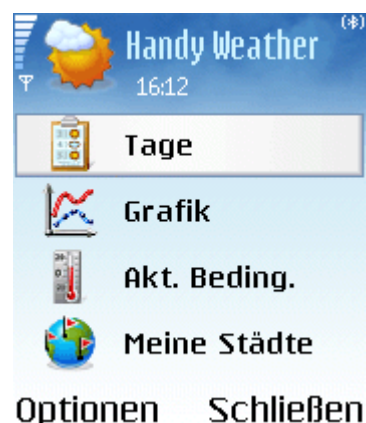 Handy Weather
16:12
Tage
Grafik
Akt. Beding.
Meine Städte
Optionen Schließen